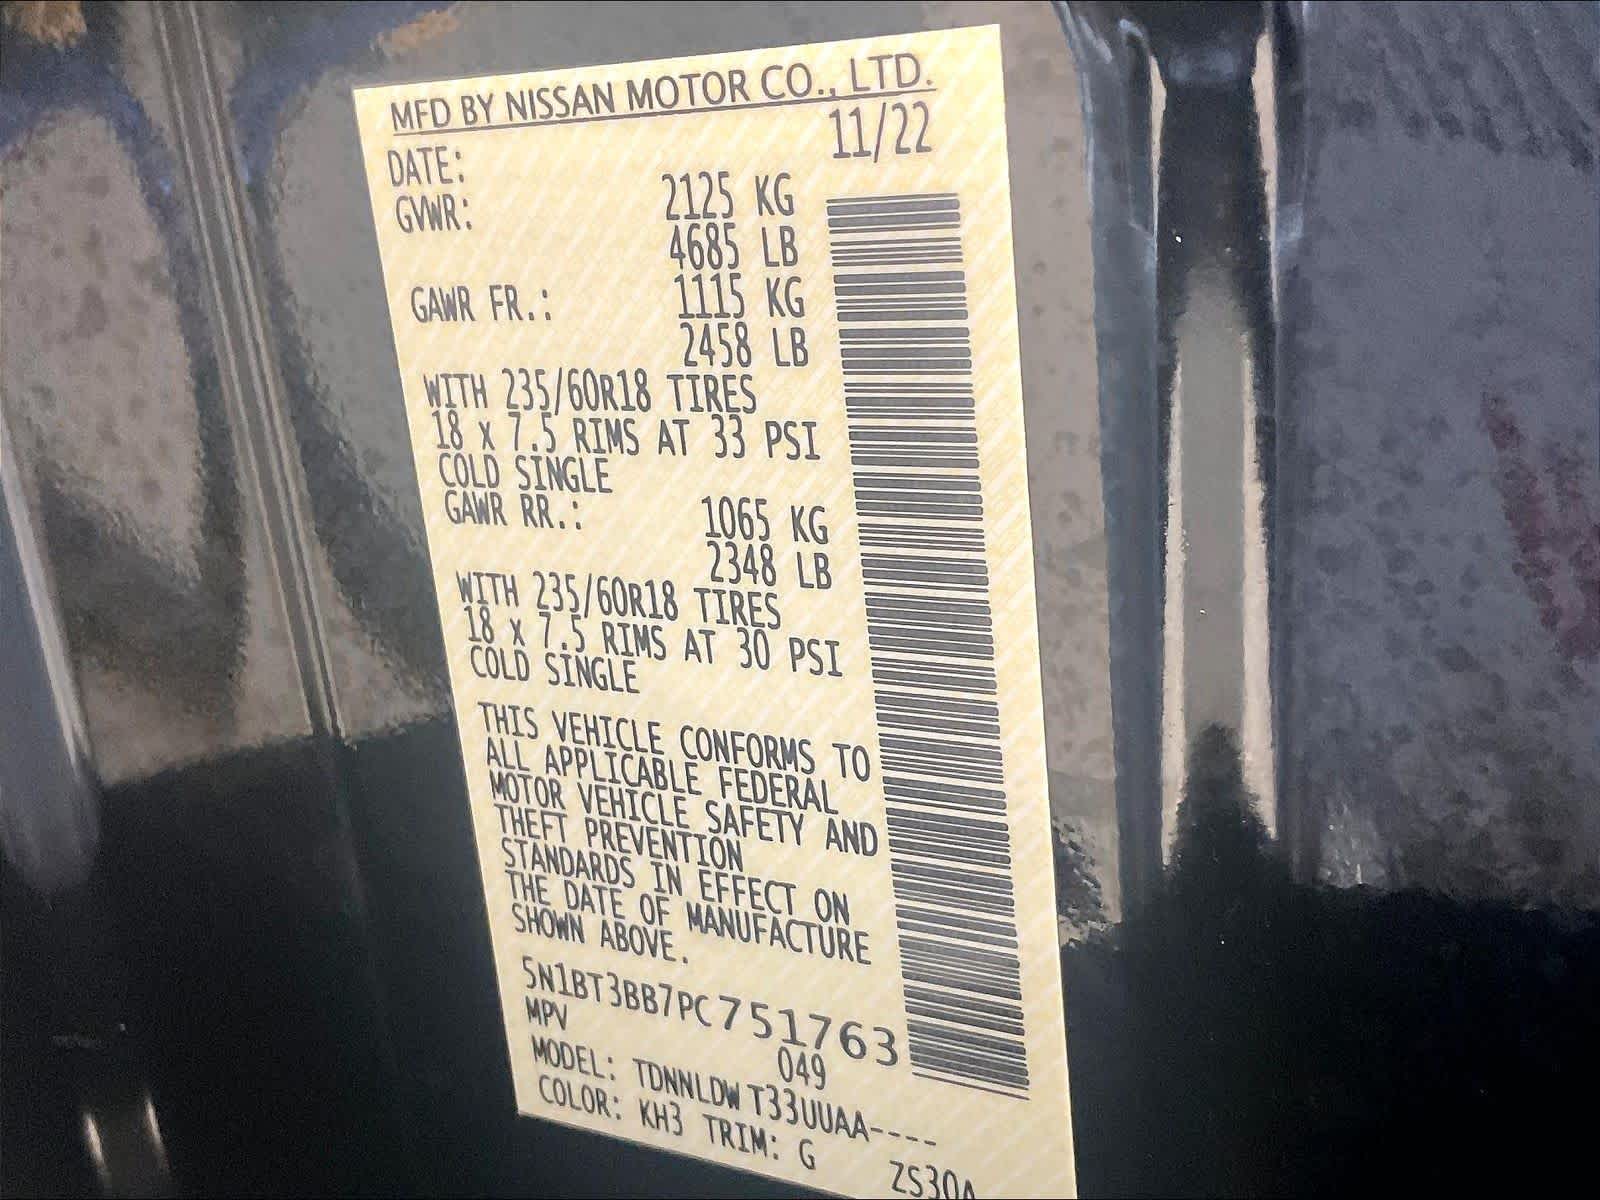 MFD BY NISSAN MOTOR CO., LTD.
DATE: 11/22
GVWR: 2125 KG
4685 LB
GAWR FR.: 1115 KG
2458 LB
WITH 235/60R18 TIRES
18 x 7.5 RIMS AT 33 PSI
COLD SINGLE
GAWR RR.: 1065 KG
2348 LB
WITH 235/60R18 TIRES
18 x 7.5 RIMS AT 30 PSI
COLD SINGLE
THIS VEHICLE CONFORMS TO
ALL APPLICABLE FEDERAL
MOTOR VEHICLE SAFETY AND
THEFT PREVENTION
STANDARDS IN EFFECT ON
THE DATE OF MANUFACTURE
SHOWN ABOVE.
5N1BT3BB7PC751763
MPV 049
MODEL: TDNNLDW T33UUAA----
COLOR: KH3 TRIM: G ZS30A